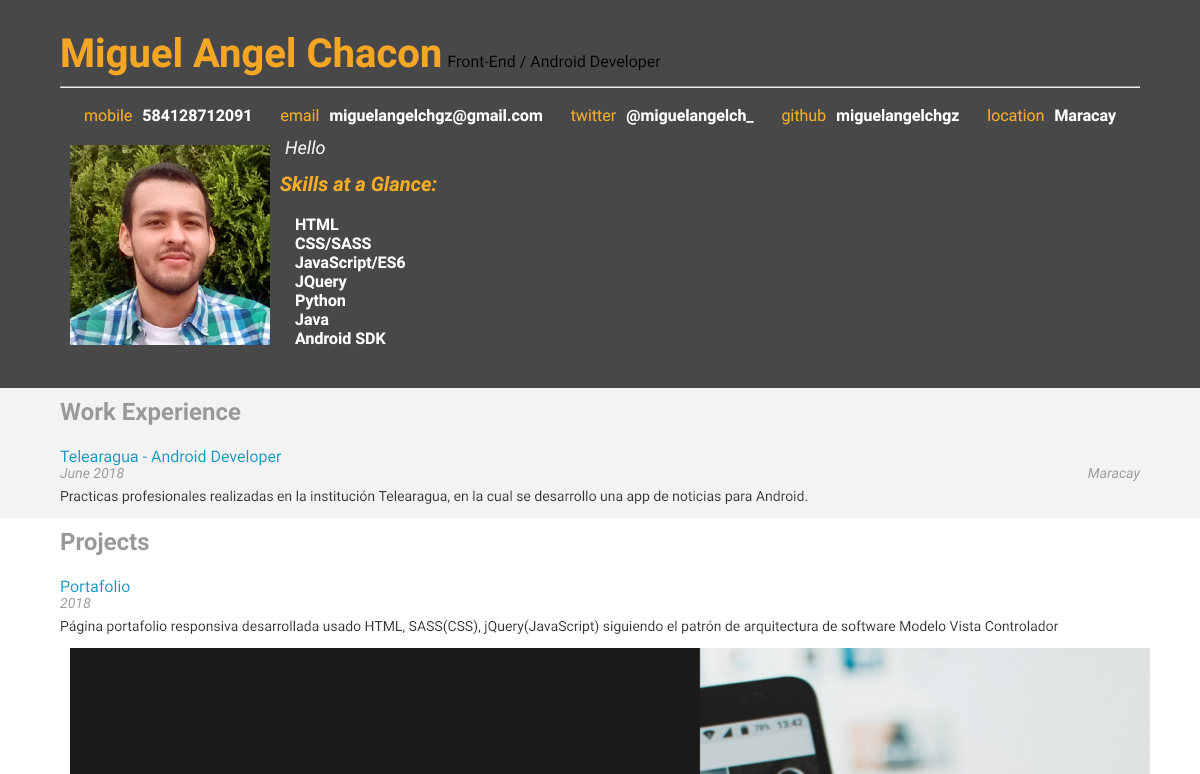 Miguel Angel Chacon Front-End / Android Developer
mobile 584128712091 email miguelangelchgz@gmail.com twitter @miguelangelch_ github miguelangelchgz location Maracay
Hello
Skills at a Glance:
HTML
CSS/SASS
JavaScript/ES6
JQuery
Python
Java
Android SDK
Work Experience
Telearagua - Android Developer
June 2018 Maracay
Practicas profesionales realizadas en la institución Telearagua, en la cual se desarrollo una app de noticias para Android.
Projects
Portafolio
2018
Página portafolio responsiva desarrollada usado HTML, SASS(CSS), jQuery(JavaScript) siguiendo el patrón de arquitectura de software Modelo Vista Controlador
78% 13:42